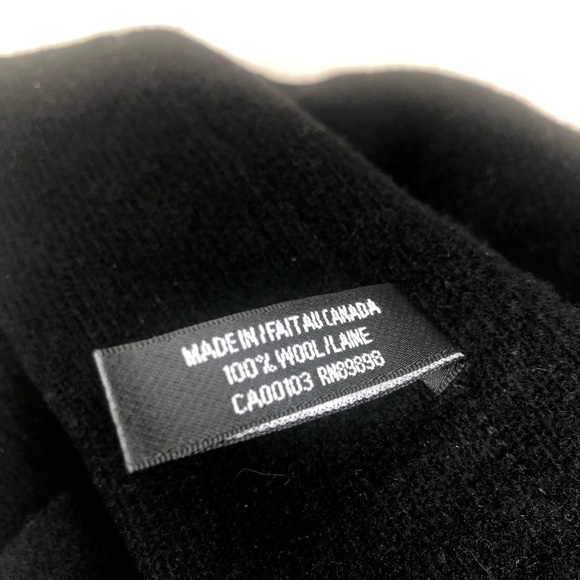 MADE IN / FAIT AU CANADA
100% WOOL/LAINE
CA00103 RN89898